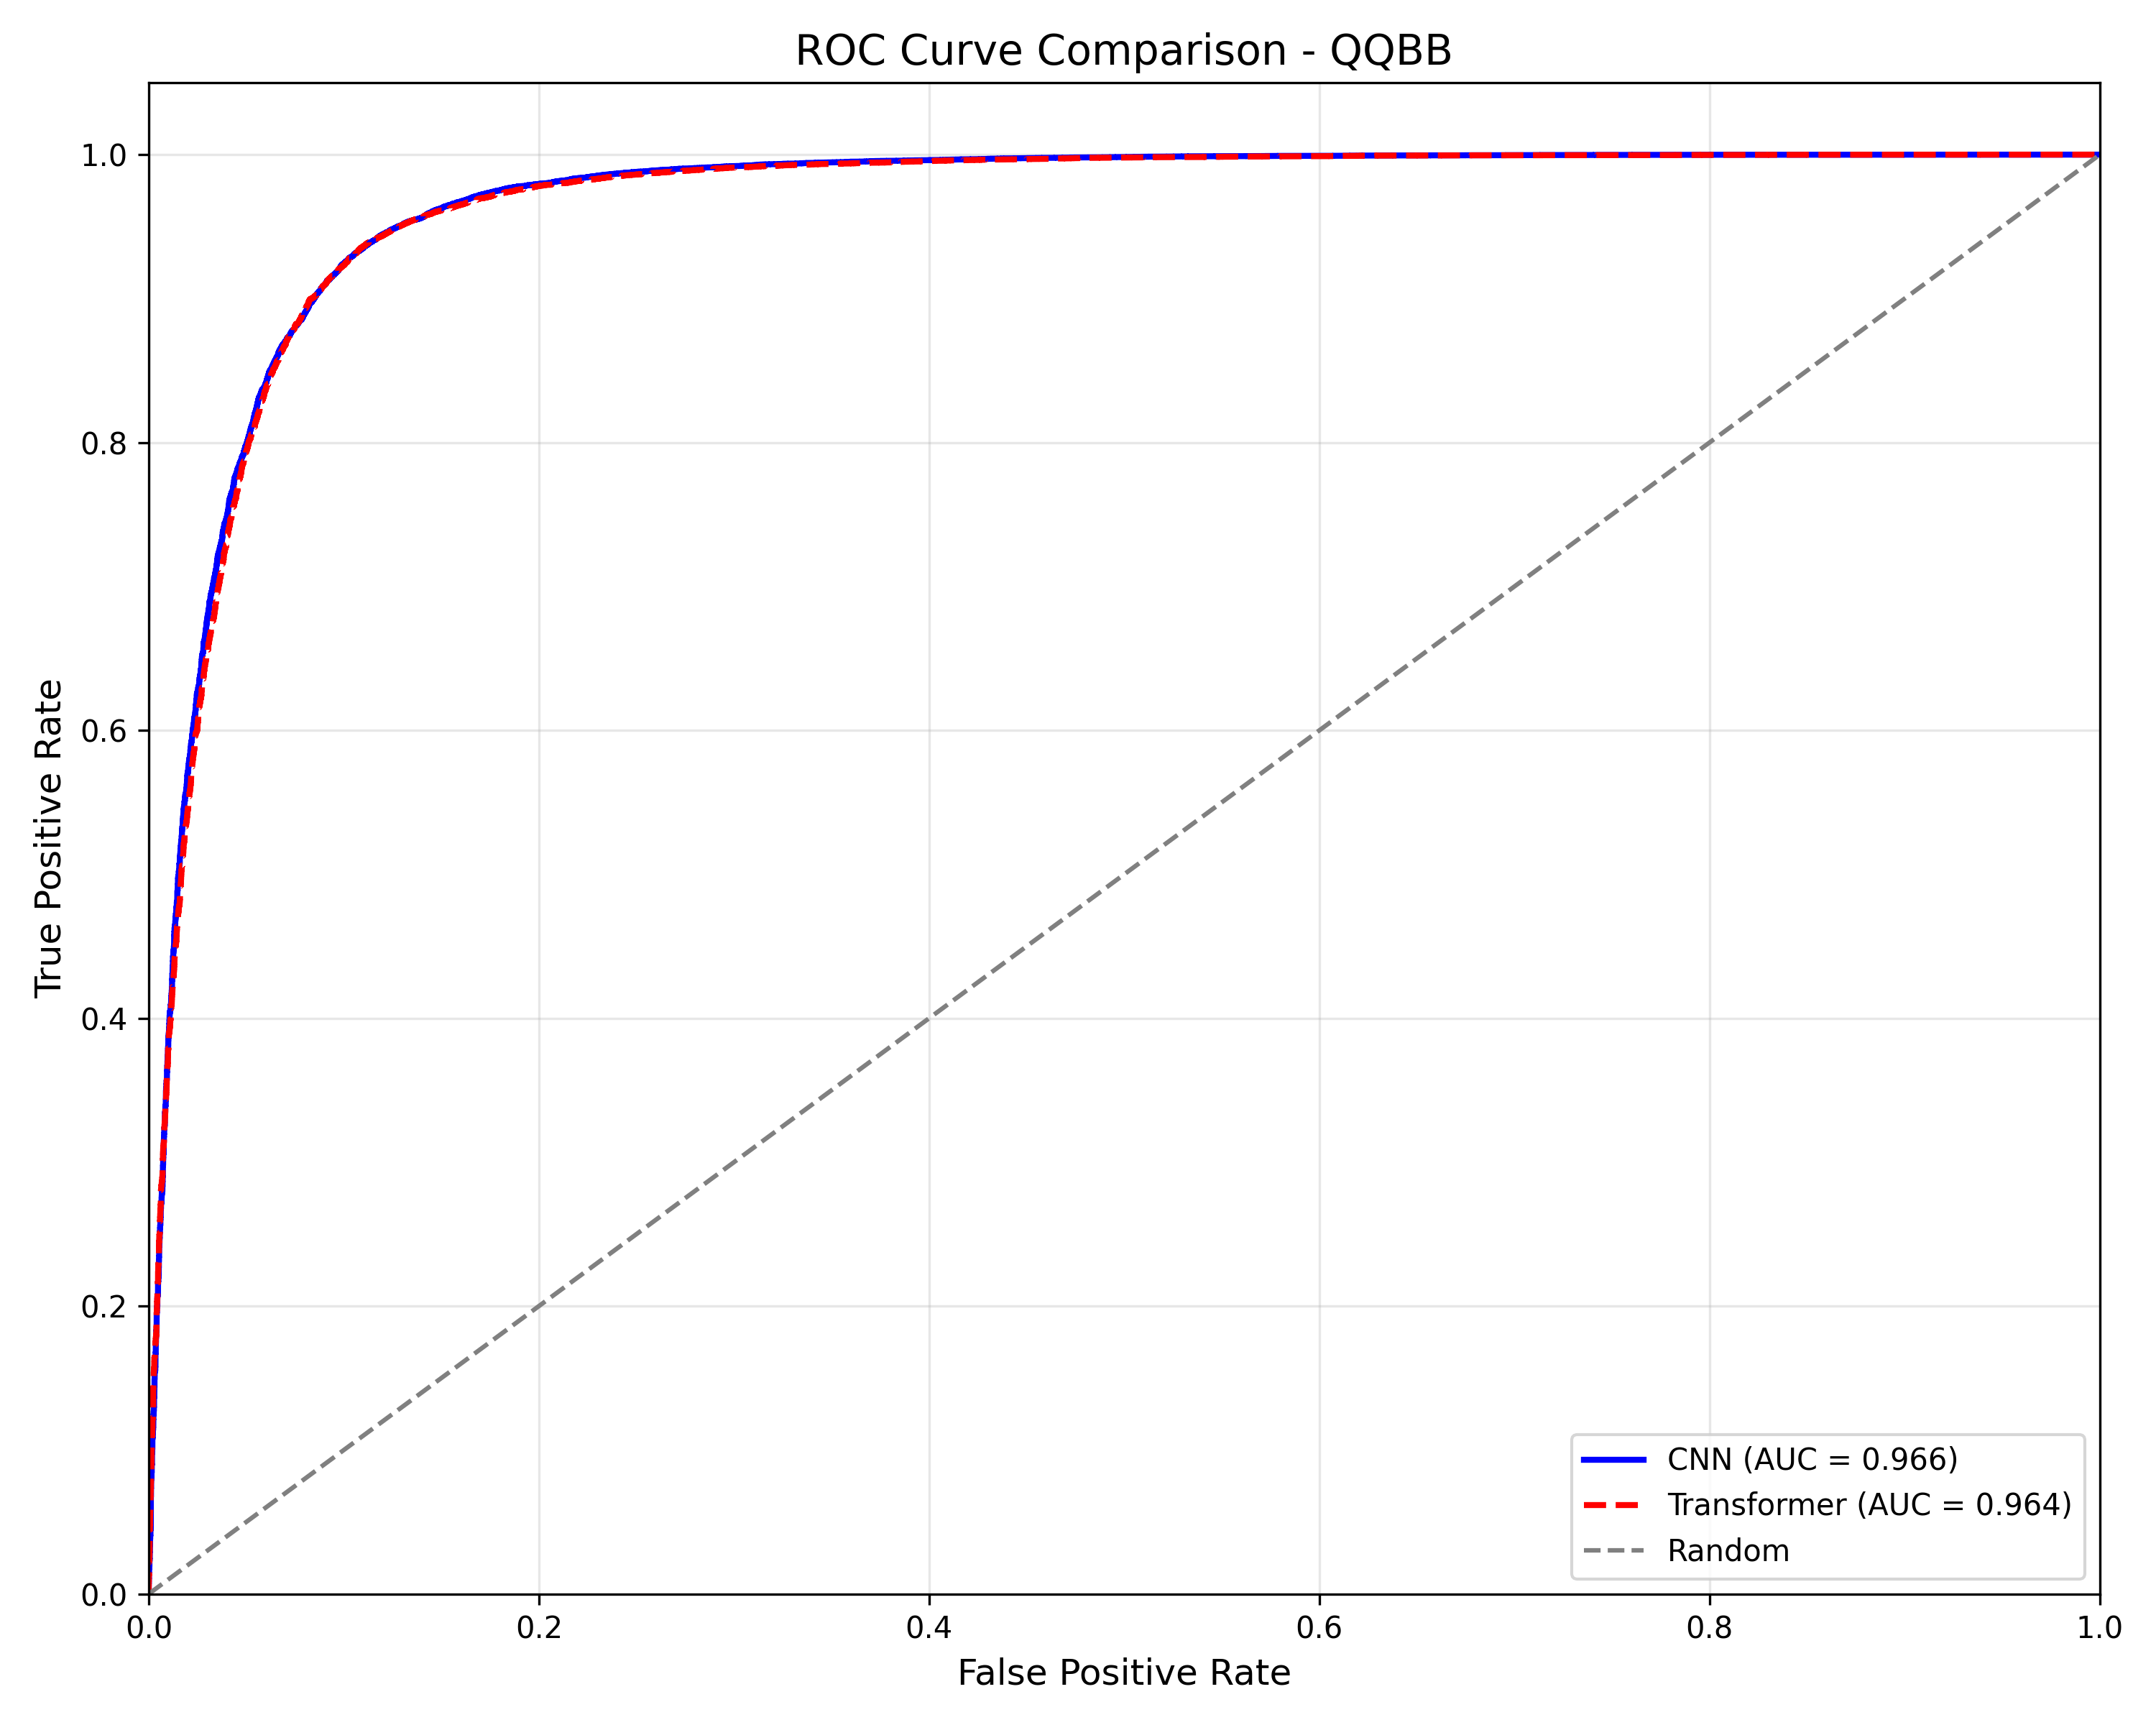 ROC Curve Comparison - QQBB
True Positive Rate
1.0
0.8
0.6
0.4
0.2
0.0
0.0 0.2 0.4 0.6 0.8 1.0
False Positive Rate
CNN (AUC = 0.966)
Transformer (AUC = 0.964)
Random